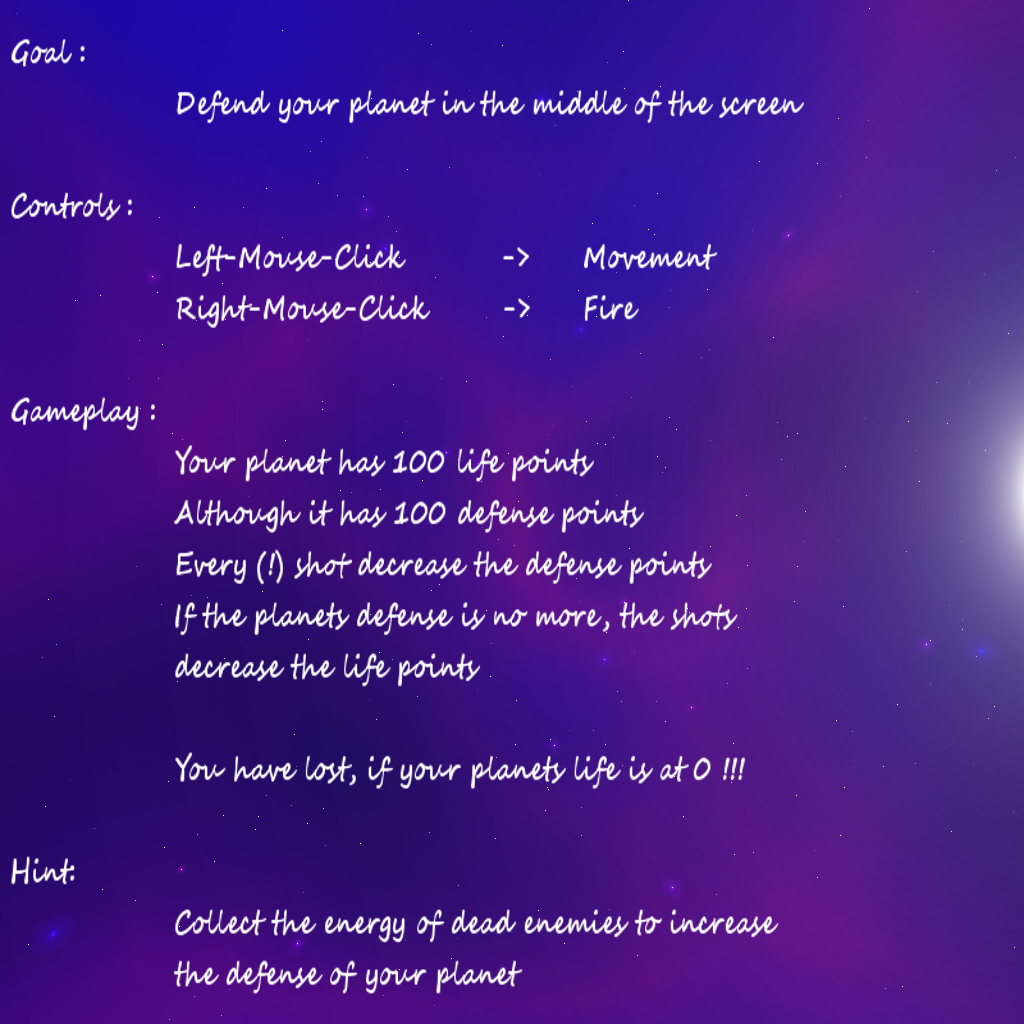 Goal :
Defend your planet in the middle of the screen
Controls :
Left-Mouse-Click -> Movement
Right-Mouse-Click -> Fire
Gameplay :
Your planet has 100 life points
Although it has 100 defense points
Every (!) shot decrease the defense points
If the planets defense is no more, the shots
decrease the life points
You have lost, if your planets life is at 0 !!!
Hint:
Collect the energy of dead enemies to increase
the defense of your planet